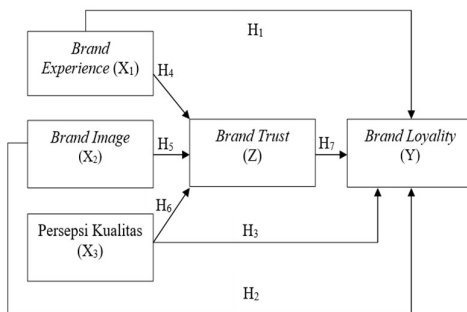 H1
Brand
Experience (X1)
H4
Brand Image
(X2)
H5
Brand Trust
(Z)
H7
Brand Loyality
(Y)
H6
Persepsi Kualitas
(X3)
H3
H2